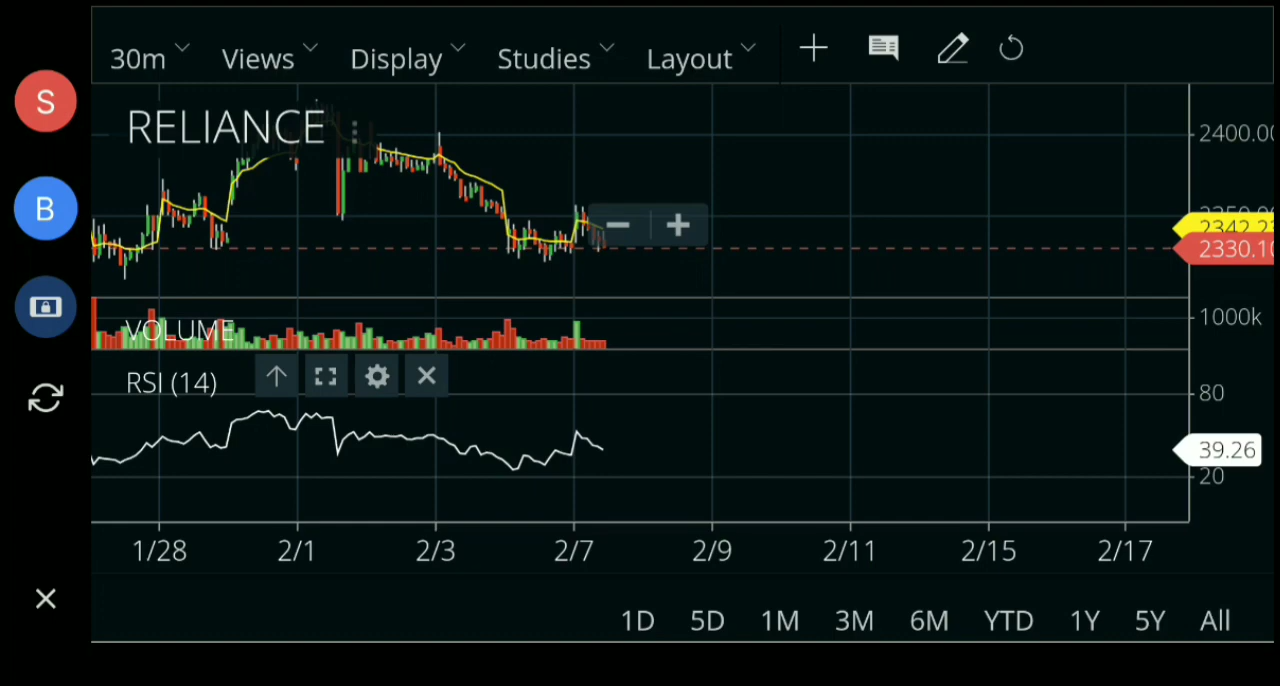 30m Views Display Studies Layout
S
RELIANCE
2400.00
B
2342.23
2330.10
VOLUME
1000k
RSI (14)
80
39.26
20
1/28 2/1 2/3 2/7 2/9 2/11 2/15 2/17
1D 5D 1M 3M 6M YTD 1Y 5Y All